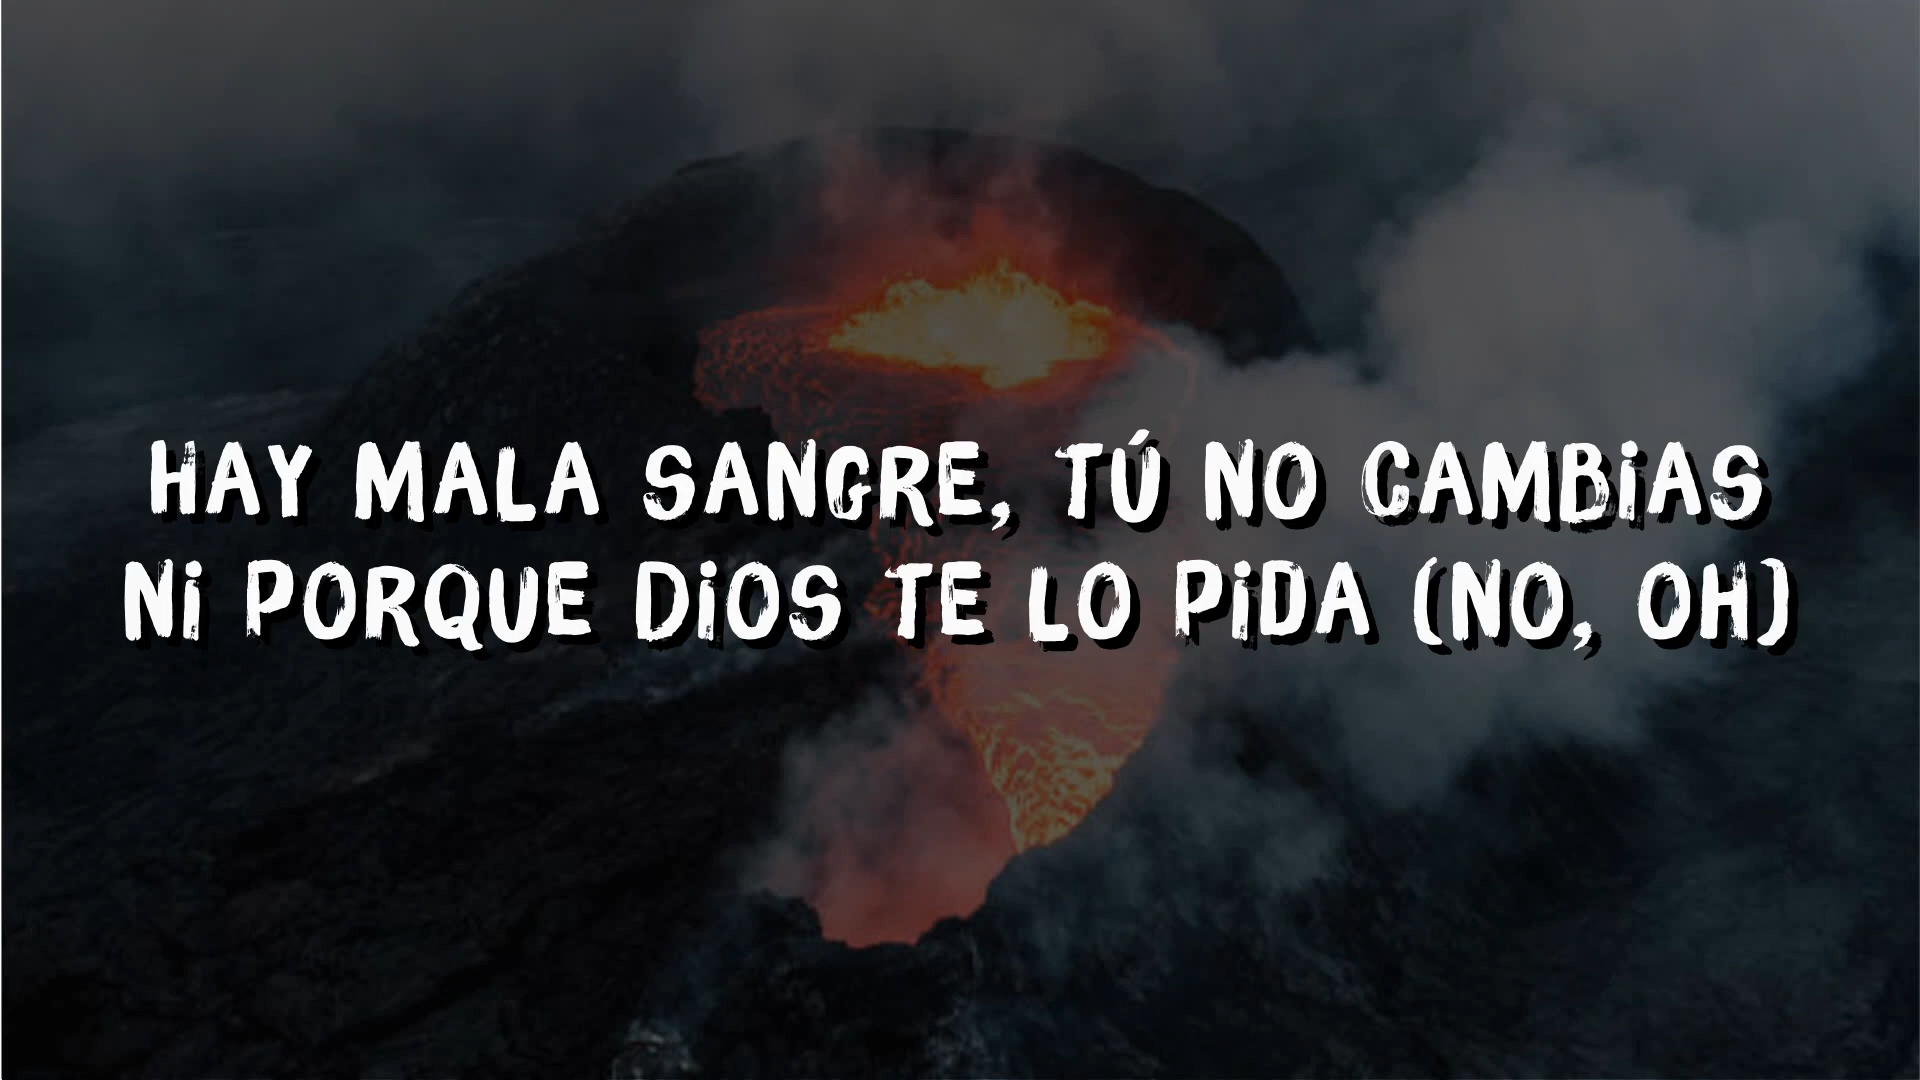 HAY MALA SANGRE, TÚ NO CAMBiAS
Ni PORQUE DiOS TE LO PiDA (NO, OH)